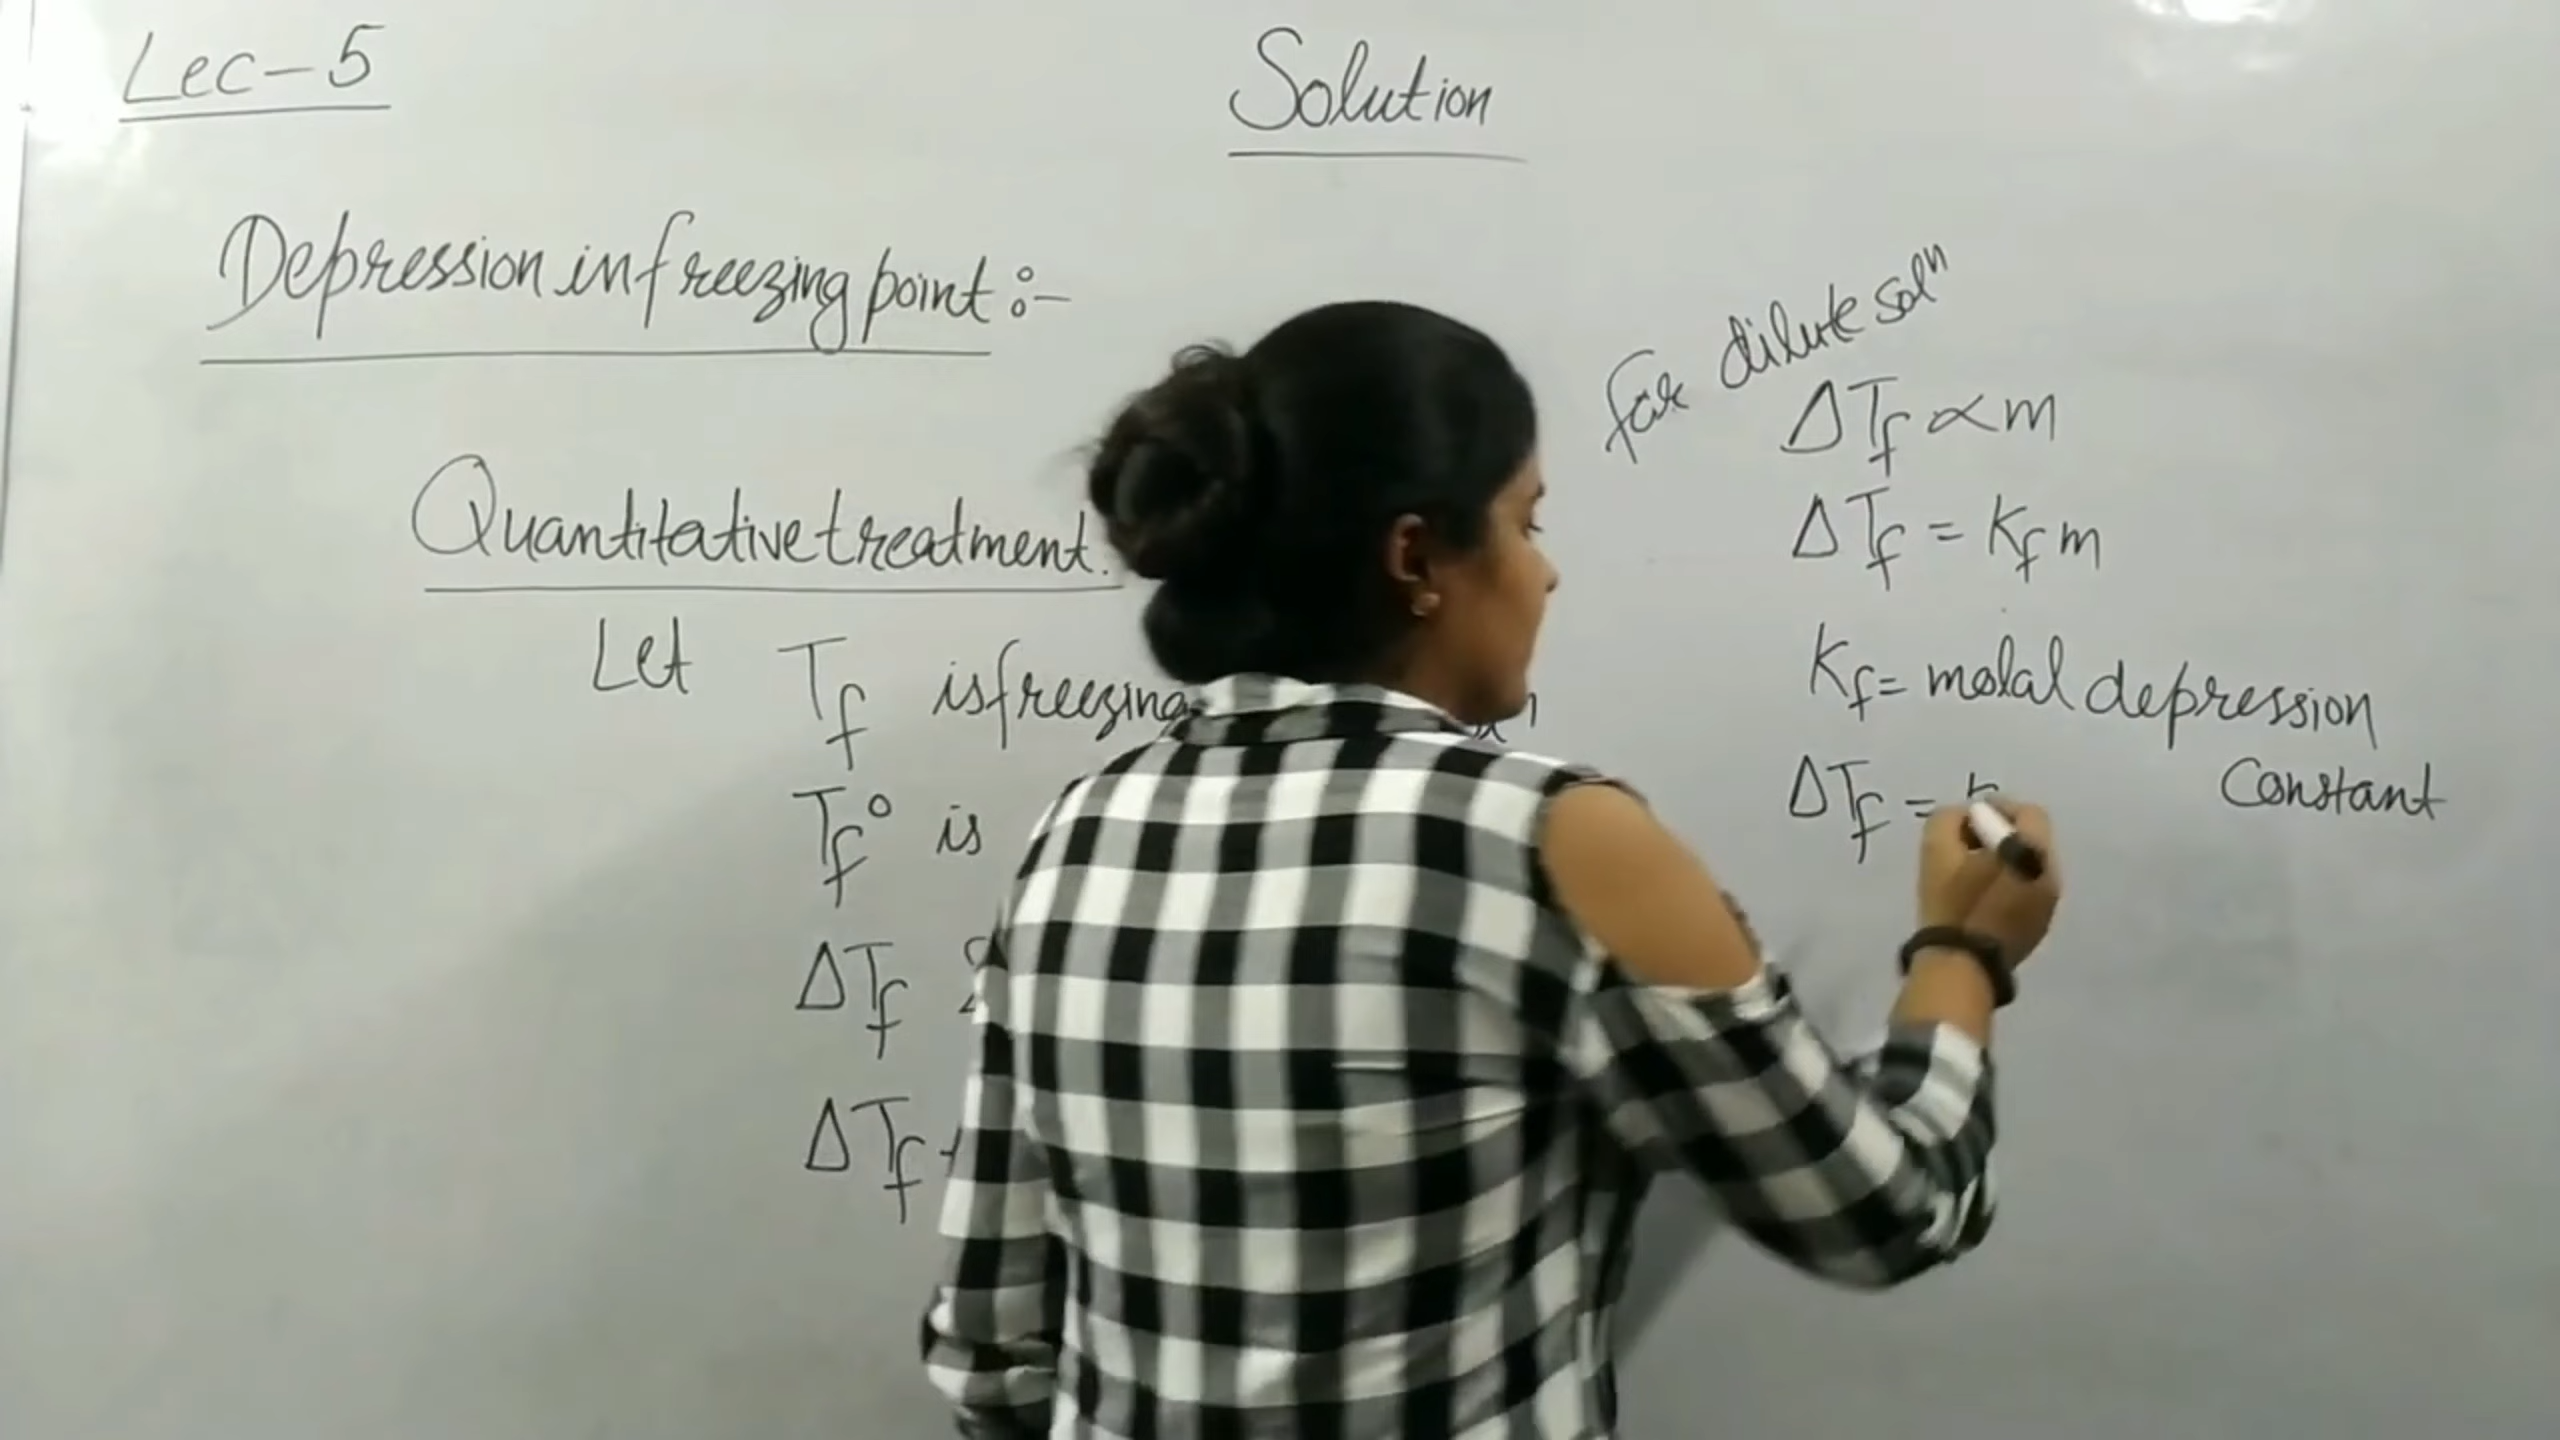 Lec-5
Solution
Depression in freezing point :-
Quantitative treatment.
Let T_f is freezing
T_f° is
ΔT_f
ΔT_f
for dilute solⁿ
ΔT_f ∝ m
ΔT_f = K_f m
K_f = molal depression
Constant
ΔT_f =